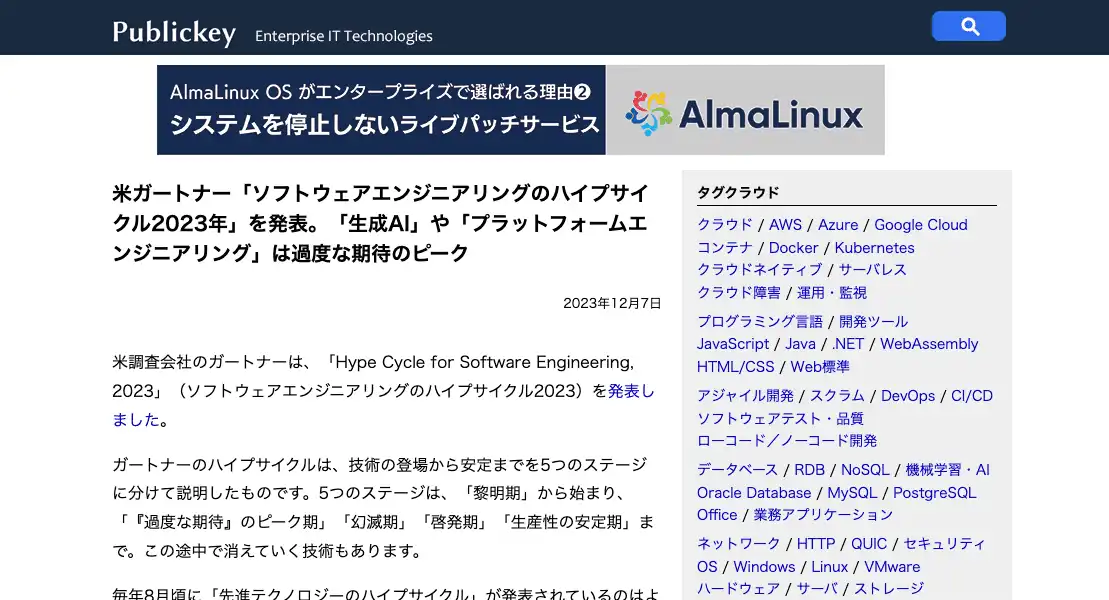 Publickey Enterprise IT Technologies
AlmaLinux OS がエンタープライズで選ばれる理由❷
システムを停止しないライブパッチサービス
AlmaLinux
米ガートナー「ソフトウェアエンジニアリングのハイプサイ
クル2023年」を発表。「生成AI」や「プラットフォームエ
ンジニアリング」は過度な期待のピーク
2023年12月7日
米調査会社のガートナーは、「Hype Cycle for Software Engineering,
2023」（ソフトウェアエンジニアリングのハイプサイクル2023）を発表し
ました。
ガートナーのハイプサイクルは、技術の登場から安定までを5つのステージ
に分けて説明したものです。5つのステージは、「黎明期」から始まり、
「『過度な期待』のピーク期」「幻滅期」「啓発期」「生産性の安定期」ま
で。この途中で消えていく技術もあります。
毎年8月頃に「先進テクノロジーのハイプサイクル」が発表されているのはよ
タグクラウド
クラウド / AWS / Azure / Google Cloud
コンテナ / Docker / Kubernetes
クラウドネイティブ / サーバレス
クラウド障害 / 運用・監視
プログラミング言語 / 開発ツール
JavaScript / Java / .NET / WebAssembly
HTML/CSS / Web標準
アジャイル開発 / スクラム / DevOps / CI/CD
ソフトウェアテスト・品質
ローコード／ノーコード開発
データベース / RDB / NoSQL / 機械学習・AI
Oracle Database / MySQL / PostgreSQL
Office / 業務アプリケーション
ネットワーク / HTTP / QUIC / セキュリティ
OS / Windows / Linux / VMware
ハードウェア / サーバ / ストレージ